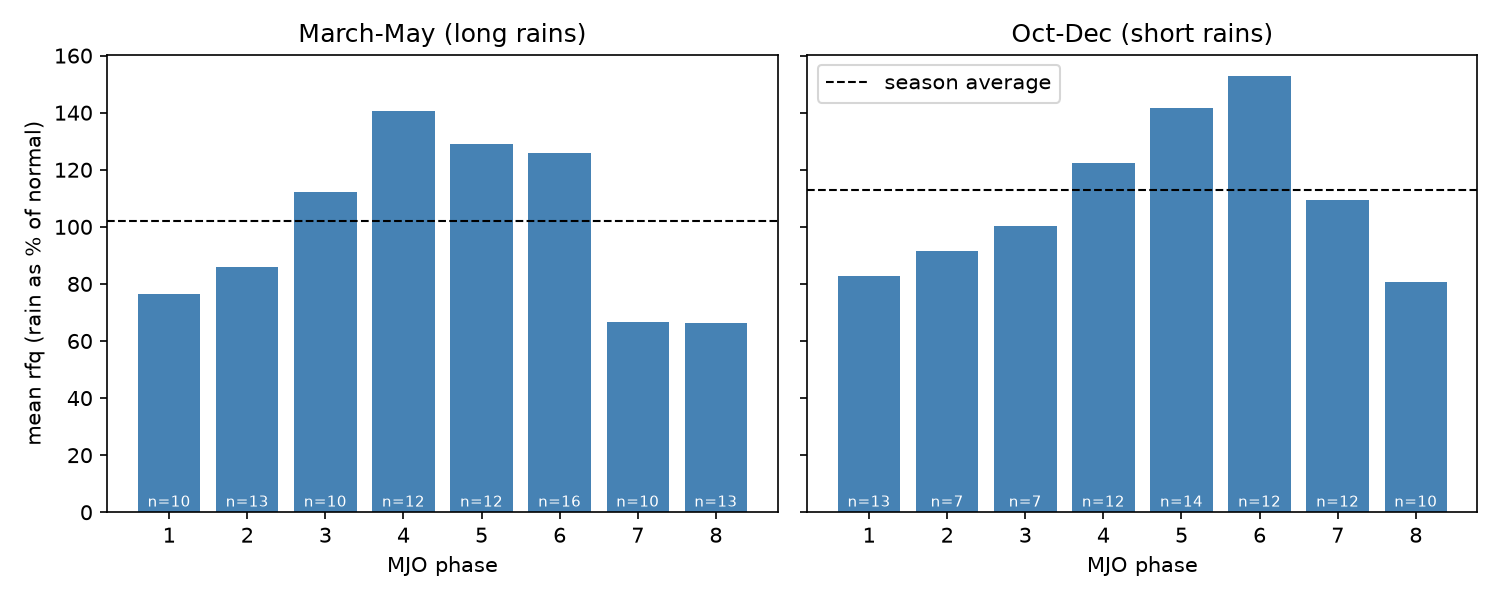 March-May (long rains)
mean rfq (rain as % of normal)
160
140
120
100
80
60
40
20
0
n=10 n=13 n=10 n=12 n=12 n=16 n=10 n=13
1 2 3 4 5 6 7 8
MJO phase
Oct-Dec (short rains)
season average
n=13 n=7 n=7 n=12 n=14 n=12 n=12 n=10
1 2 3 4 5 6 7 8
MJO phase